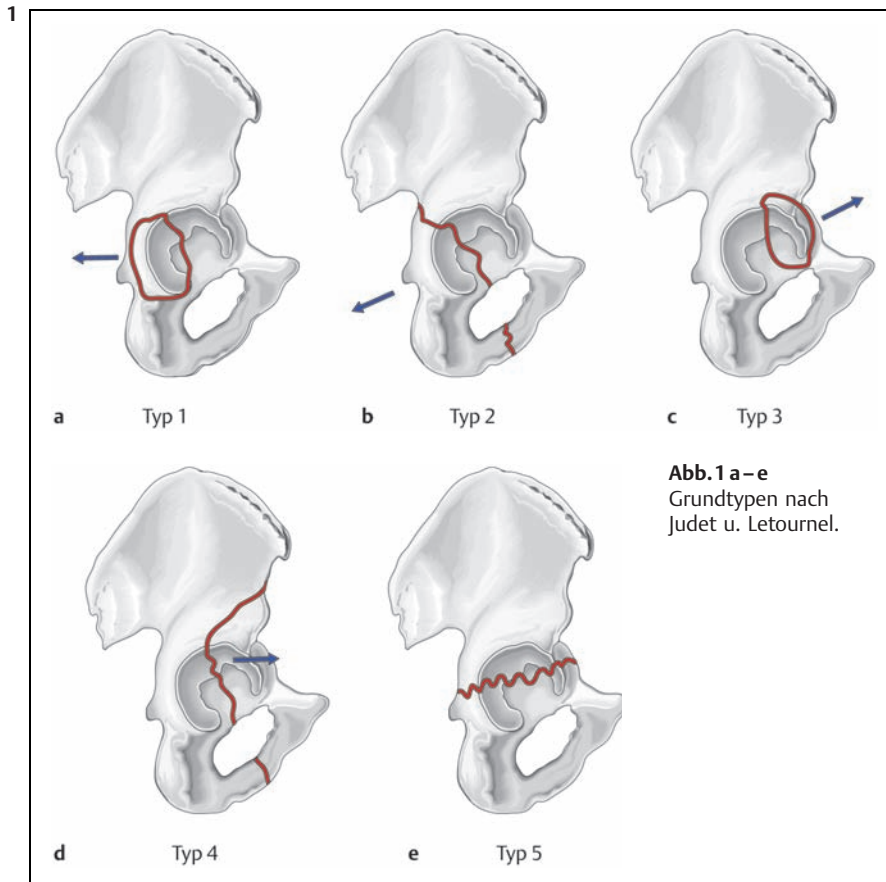 1
a Typ 1
b Typ 2
c Typ 3
Abb. 1 a – e
Grundtypen nach
Judet u. Letournel.
d Typ 4
e Typ 5